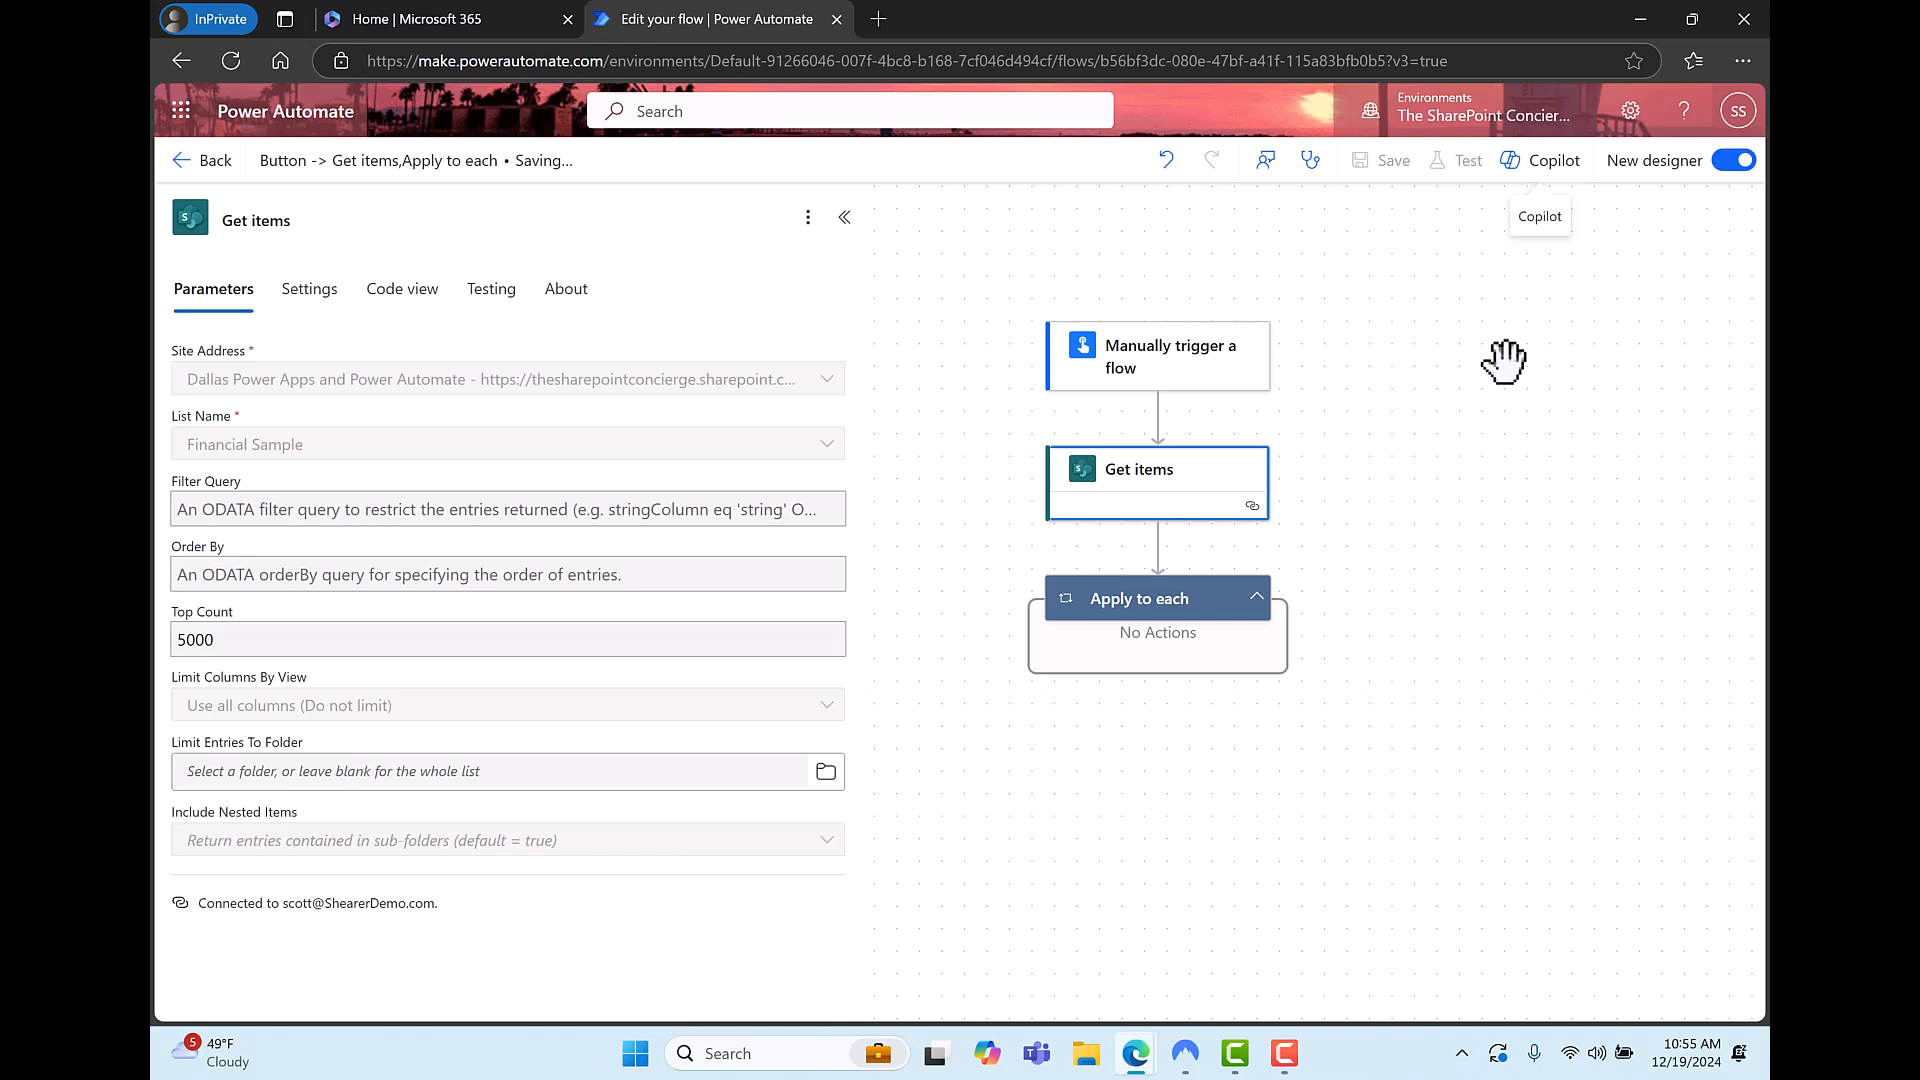 InPrivate
Home | Microsoft 365
Edit your flow | Power Automate
https://make.powerautomate.com/environments/Default-91266046-007f-4bc8-b168-7cf046d494cf/flows/b56bf3dc-080e-47bf-a41f-115a83bfb0b5?v3=true
Power Automate
Search
Environments
The SharePoint Concier...
SS
Back
Button -> Get items,Apply to each • Saving...
Save
Test
Copilot
New designer
Copilot
Get items
Parameters
Settings
Code view
Testing
About
Site Address *
Dallas Power Apps and Power Automate - https://thesharepointconcierge.sharepoint.c...
List Name *
Financial Sample
Filter Query
An ODATA filter query to restrict the entries returned (e.g. stringColumn eq 'string' O...
Order By
An ODATA orderBy query for specifying the order of entries.
Top Count
5000
Limit Columns By View
Use all columns (Do not limit)
Limit Entries To Folder
Select a folder, or leave blank for the whole list
Include Nested Items
Return entries contained in sub-folders (default = true)
Connected to scott@ShearerDemo.com.
Manually trigger a
flow
Get items
Apply to each
No Actions
5
49°F
Cloudy
Search
10:55 AM
12/19/2024